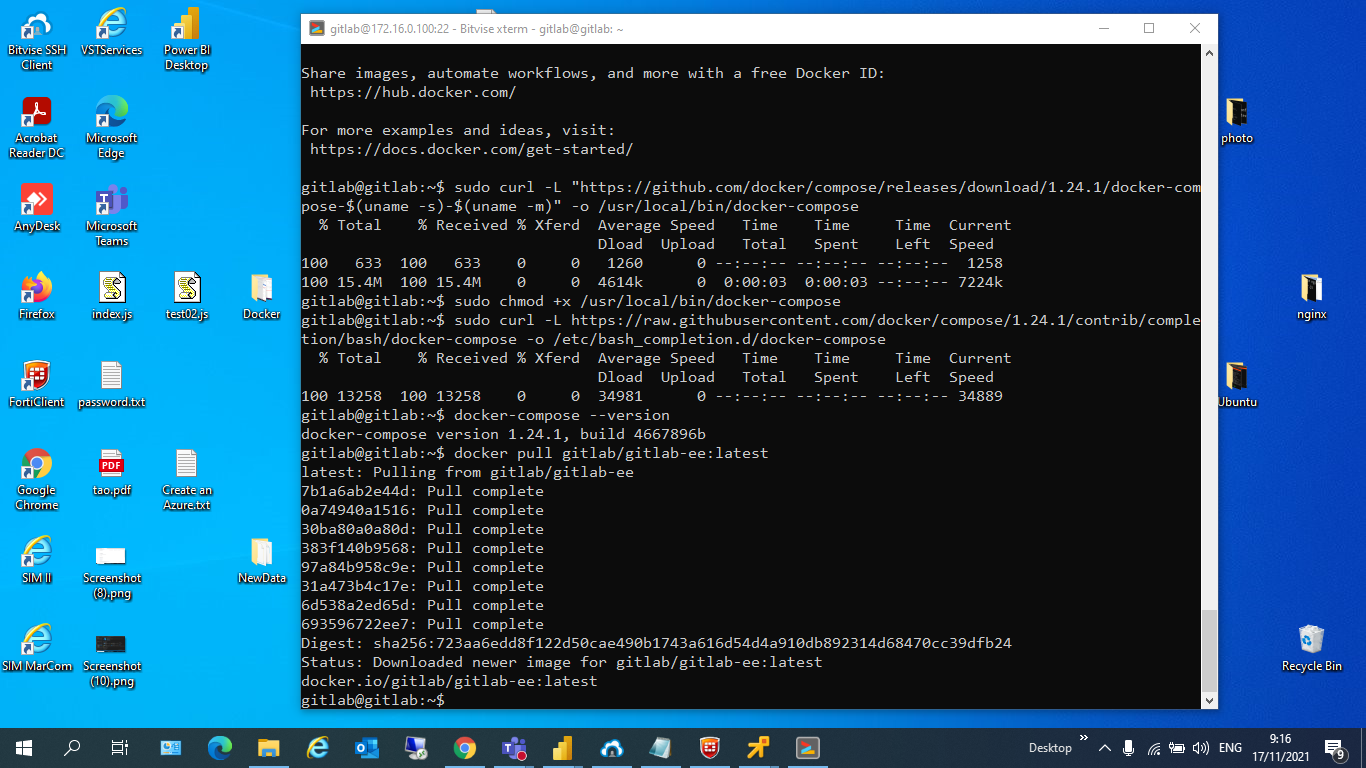 gitlab@172.16.0.100:22 - Bitvise xterm - gitlab@gitlab: ~
Share images, automate workflows, and more with a free Docker ID:
https://hub.docker.com/
For more examples and ideas, visit:
https://docs.docker.com/get-started/
gitlab@gitlab:~$ sudo curl -L "https://github.com/docker/compose/releases/download/1.24.1/docker-com
pose-$(uname -s)-$(uname -m)" -o /usr/local/bin/docker-compose
% Total % Received % Xferd Average Speed Time Time Time Current
Dload Upload Total Spent Left Speed
100 633 100 633 0 0 1260 0 --:--:-- --:--:-- --:--:-- 1258
100 15.4M 100 15.4M 0 0 4614k 0 0:00:03 0:00:03 --:--:-- 7224k
gitlab@gitlab:~$ sudo chmod +x /usr/local/bin/docker-compose
gitlab@gitlab:~$ sudo curl -L https://raw.githubusercontent.com/docker/compose/1.24.1/contrib/comple
tion/bash/docker-compose -o /etc/bash_completion.d/docker-compose
% Total % Received % Xferd Average Speed Time Time Time Current
Dload Upload Total Spent Left Speed
100 13258 100 13258 0 0 34981 0 --:--:-- --:--:-- --:--:-- 34889
gitlab@gitlab:~$ docker-compose --version
docker-compose version 1.24.1, build 4667896b
gitlab@gitlab:~$ docker pull gitlab/gitlab-ee:latest
latest: Pulling from gitlab/gitlab-ee
7b1a6ab2e44d: Pull complete
0a74940a1516: Pull complete
30ba80a0a80d: Pull complete
383f140b9568: Pull complete
97a84b958c9e: Pull complete
31a473b4c17e: Pull complete
6d538a2ed65d: Pull complete
693596722ee7: Pull complete
Digest: sha256:723aa6edd8f122d50cae490b1743a616d54d4a910db892314d68470cc39dfb24
Status: Downloaded newer image for gitlab/gitlab-ee:latest
docker.io/gitlab/gitlab-ee:latest
gitlab@gitlab:~$
Bitvise SSH
Client
VSTServices
Power BI
Desktop
Acrobat
Reader DC
Microsoft
Edge
AnyDesk
Microsoft
Teams
Firefox
index.js
test02.js
Docker
FortiClient
password.txt
Google
Chrome
PDF
tao.pdf
Create an
Azure.txt
SIM II
Screenshot
(8).png
NewData
SIM MarCom
Screenshot
(10).png
photo
nginx
Ubuntu
Recycle Bin
Desktop
ENG
9:16
17/11/2021
9